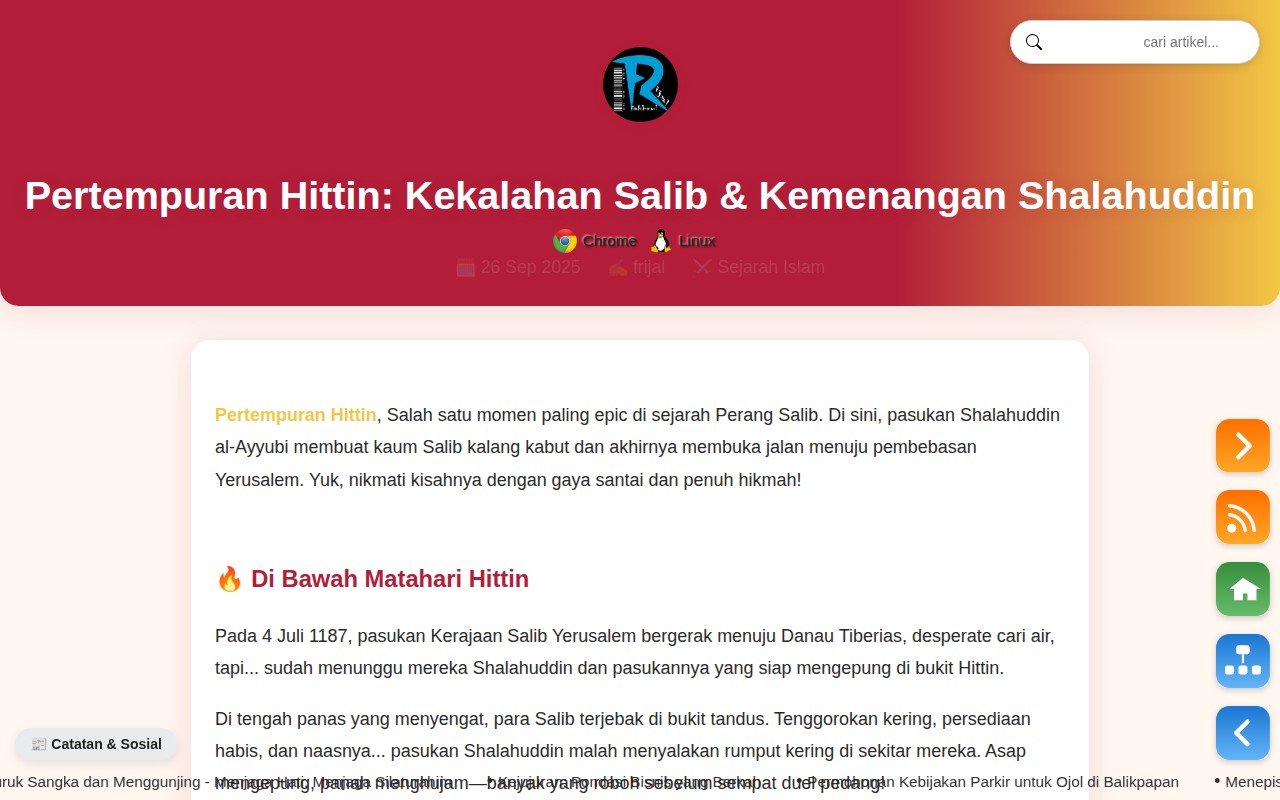 cari artikel...
Pertempuran Hittin: Kekalahan Salib & Kemenangan Shalahuddin
Chrome Linux
26 Sep 2025 frijal Sejarah Islam
Pertempuran Hittin, Salah satu momen paling epic di sejarah Perang Salib. Di sini, pasukan Shalahuddin
al-Ayyubi membuat kaum Salib kalang kabut dan akhirnya membuka jalan menuju pembebasan
Yerusalem. Yuk, nikmati kisahnya dengan gaya santai dan penuh hikmah!
🔥 Di Bawah Matahari Hittin
Pada 4 Juli 1187, pasukan Kerajaan Salib Yerusalem bergerak menuju Danau Tiberias, desperate cari air,
tapi... sudah menunggu mereka Shalahuddin dan pasukannya yang siap mengepung di bukit Hittin.
Di tengah panas yang menyengat, para Salib terjebak di bukit tandus. Tenggorokan kering, persediaan
habis, dan naasnya... pasukan Shalahuddin malah menyalakan rumput kering di sekitar mereka. Asap
mengepung, panah menghujam—banyak yang roboh sebelum sempat duel pedang!
📰 Catatan & Sosial
ruk Sangka dan Menggunjing - Menjaga Hati, Menjaga
Kebijakan Parkir untuk Ojol di Balikpapan • Menepis